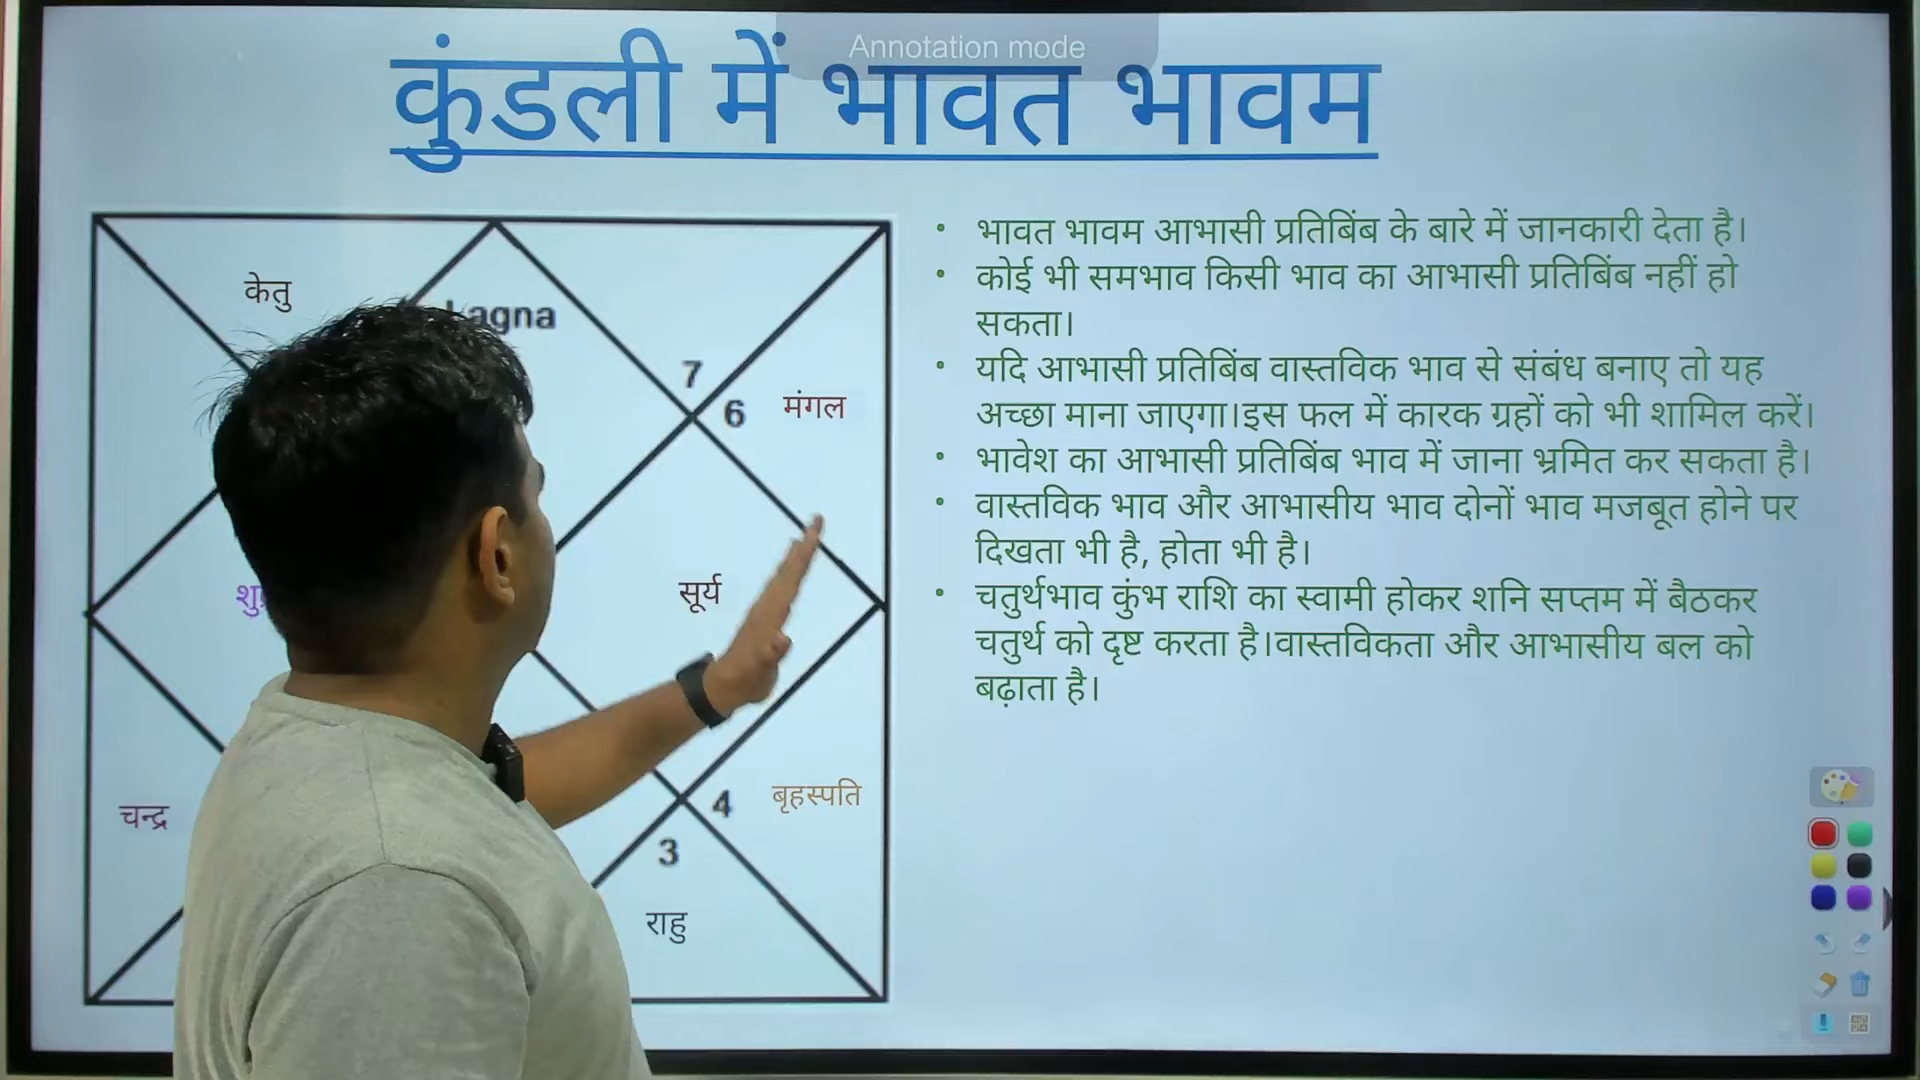 Annotation mode
कुंडली में भावत भावम
केतु
7
6
मंगल
सूर्य
चन्द्र
4
बृहस्पति
3
राहु
• भावत भावम आभासी प्रतिबिंब के बारे में जानकारी देता है।
• कोई भी समभाव किसी भाव का आभासी प्रतिबिंब नहीं हो
सकता।
• यदि आभासी प्रतिबिंब वास्तविक भाव से संबंध बनाए तो यह
अच्छा माना जाएगा।इस फल में कारक ग्रहों को भी शामिल करें।
• भावेश का आभासी प्रतिबिंब भाव में जाना भ्रमित कर सकता है।
• वास्तविक भाव और आभासीय भाव दोनों भाव मजबूत होने पर
दिखता भी है, होता भी है।
• चतुर्थभाव कुंभ राशि का स्वामी होकर शनि सप्तम में बैठकर
चतुर्थ को दृष्ट करता है।वास्तविकता और आभासीय बल को
बढ़ाता है।